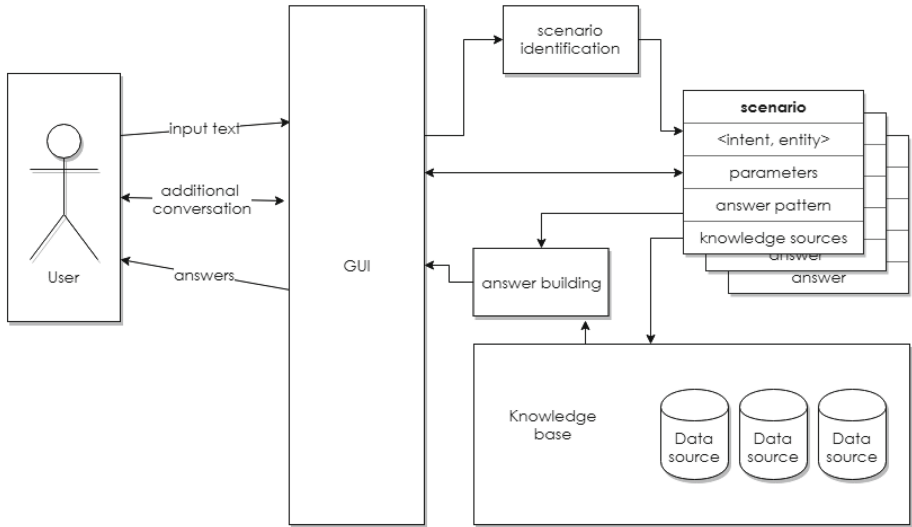 scenario
identification
scenario
<intent, entity>
parameters
answer pattern
knowledge sources
answer
answer
input text
additional
conversation
answers
User
GUI
answer building
Knowledge
base
Data
source
Data
source
Data
source